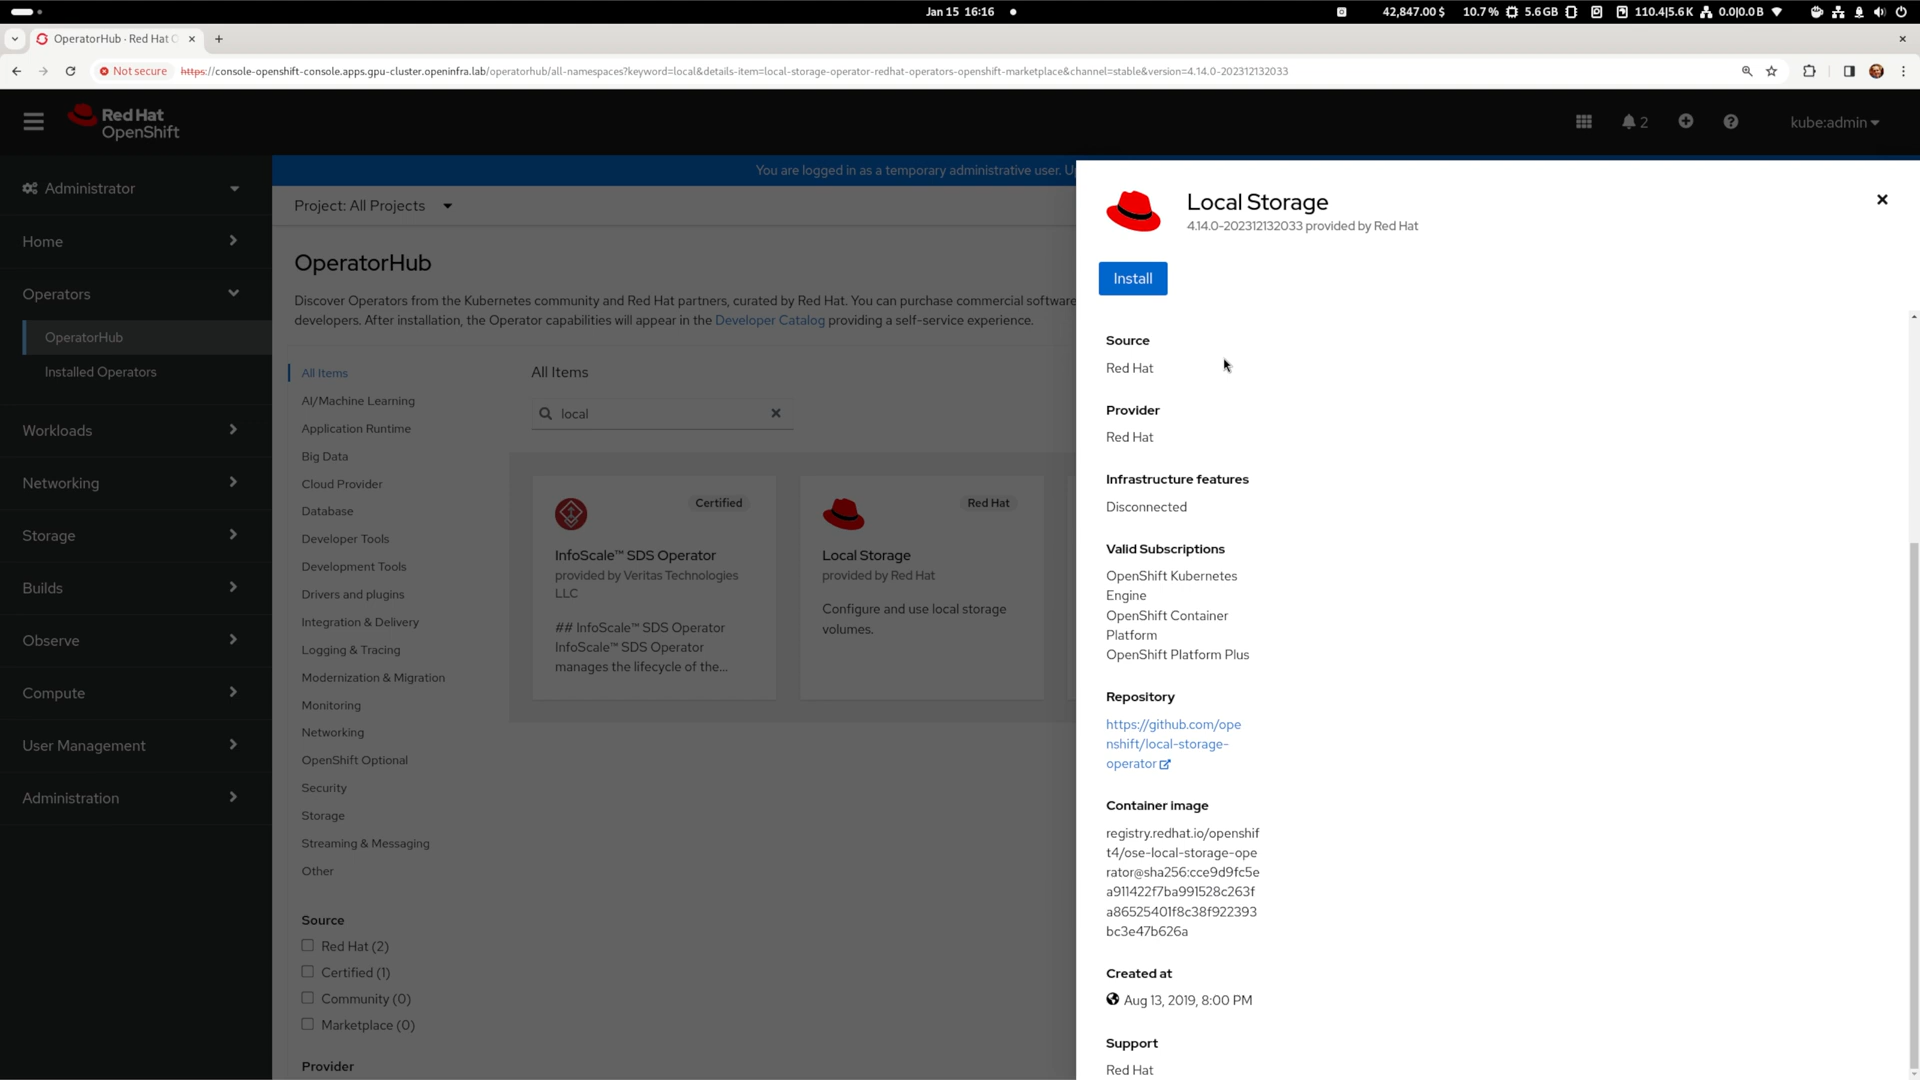 Jan 15 16:16
42,847.00 $
10.7 %
5.6GB
110.4|5.6 K
0.0|0.0 B
OperatorHub · Red Hat O
Not secure
https://console-openshift-console.apps.gpu-cluster.openinfra.lab/operatorhub/all-namespaces?keyword=local&details-item=local-storage-operator-redhat-operators-openshift-marketplace&channel=stable&version=4.14.0-202312132033
Red Hat
OpenShift
2
kube:admin
Administrator
Home
Operators
OperatorHub
Installed Operators
Workloads
Networking
Storage
Builds
Observe
Compute
User Management
Administration
You are logged in as a temporary administrative user. U
Project: All Projects
OperatorHub
Discover Operators from the Kubernetes community and Red Hat partners, curated by Red Hat. You can purchase commercial software
developers. After installation, the Operator capabilities will appear in the Developer Catalog providing a self-service experience.
All Items
AI/Machine Learning
Application Runtime
Big Data
Cloud Provider
Database
Developer Tools
Development Tools
Drivers and plugins
Integration & Delivery
Logging & Tracing
Modernization & Migration
Monitoring
Networking
OpenShift Optional
Security
Storage
Streaming & Messaging
Other
Source
Red Hat (2)
Certified (1)
Community (0)
Marketplace (0)
Provider
All Items
local
Certified
InfoScale™ SDS Operator
provided by Veritas Technologies
LLC
## InfoScale™ SDS Operator
InfoScale™ SDS Operator
manages the lifecycle of the...
Red Hat
Local Storage
provided by Red Hat
Configure and use local storage
volumes.
Local Storage
4.14.0-202312132033 provided by Red Hat
Install
Source
Red Hat
Provider
Red Hat
Infrastructure features
Disconnected
Valid Subscriptions
OpenShift Kubernetes
Engine
OpenShift Container
Platform
OpenShift Platform Plus
Repository
https://github.com/ope
nshift/local-storage-
operator
Container image
registry.redhat.io/openshif
t4/ose-local-storage-ope
rator@sha256:cce9d9fc5e
a911422f7ba991528c263f
a86525401f8c38f922393
bc3e47b626a
Created at
Aug 13, 2019, 8:00 PM
Support
Red Hat